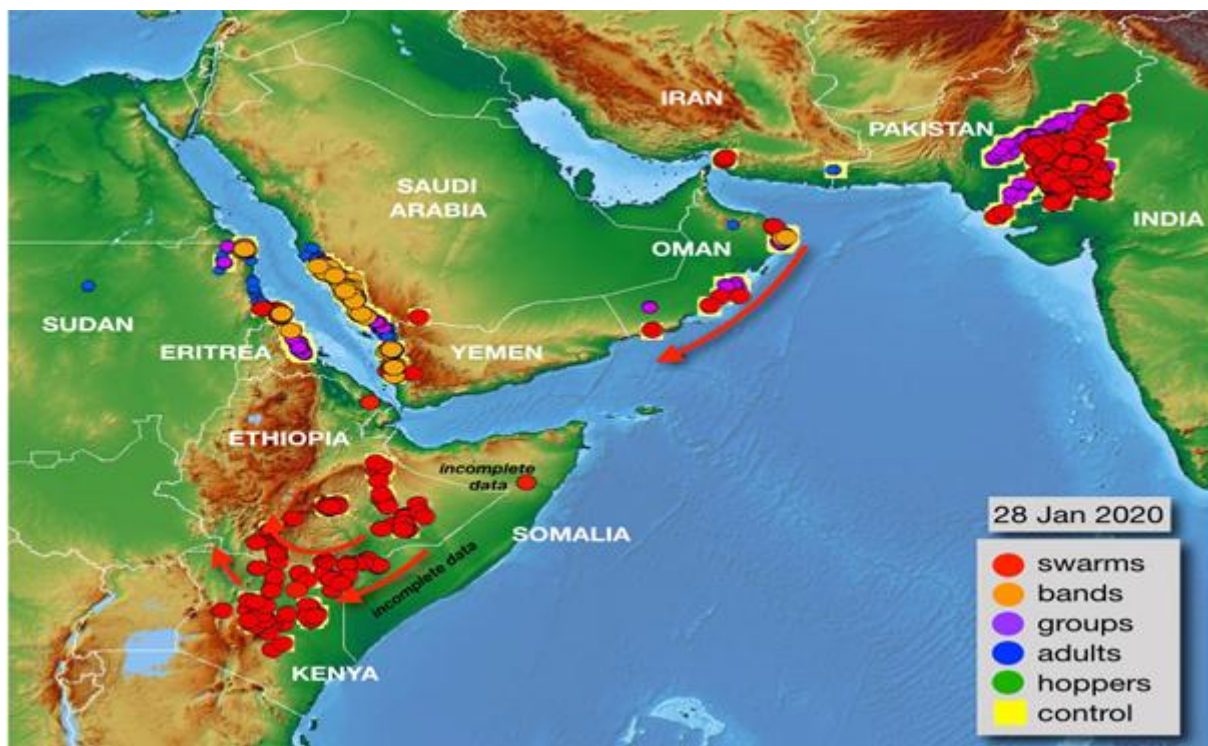 IRAN
PAKISTAN
SAUDI
ARABIA
INDIA
OMAN
SUDAN
ERITREA
YEMEN
ETHIOPIA
incomplete
data
SOMALIA
incomplete data
KENYA
28 Jan 2020
swarms
bands
groups
adults
hoppers
control